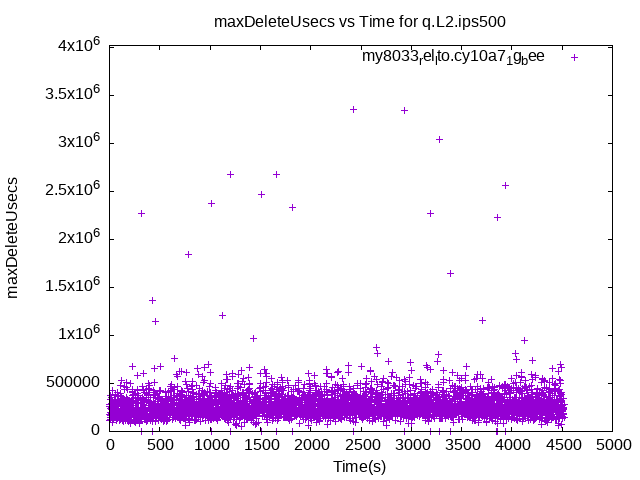 maxDeleteUsecs vs Time for q.L2.ips500
my8033rel_lto.cy10a7_1g_bee
4x10^6
3.5x10^6
3x10^6
2.5x10^6
2x10^6
1.5x10^6
1x10^6
500000
0
maxDeleteUsecs
0 500 1000 1500 2000 2500 3000 3500 4000 4500 5000
Time(s)